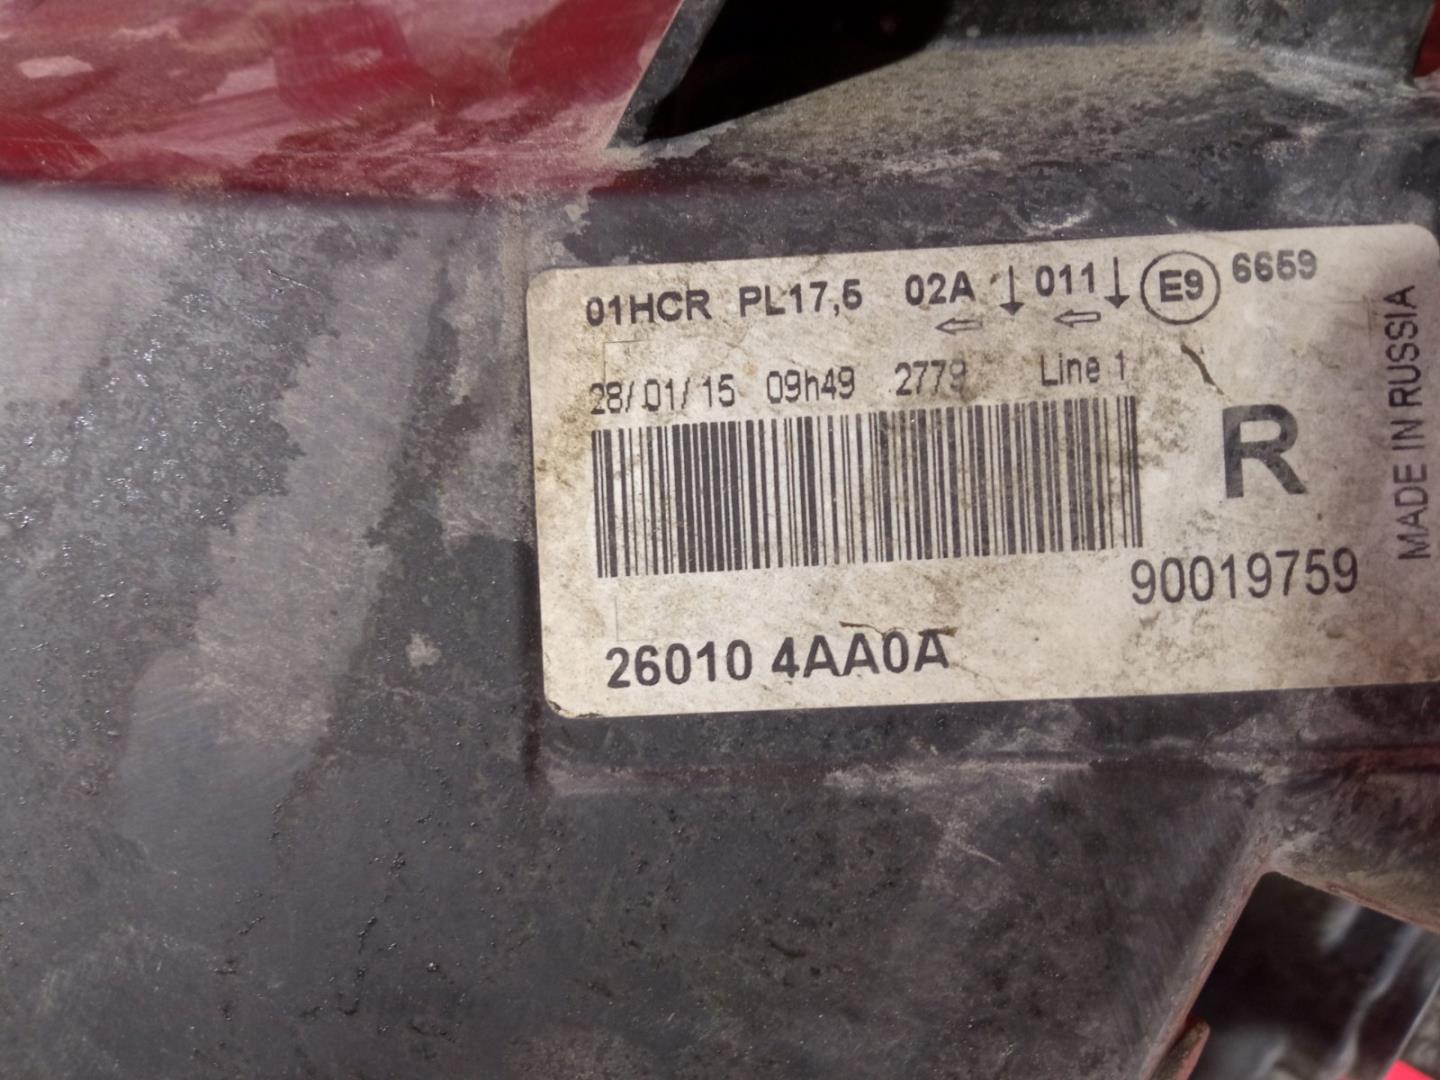 01HCR PL17,5 02A ↓ 011 ↓ E9 6659
⇦ ⇦
28/01/15 09h49 2779 Line 1
R
90019759
26010 4AA0A
MADE IN RUSSIA